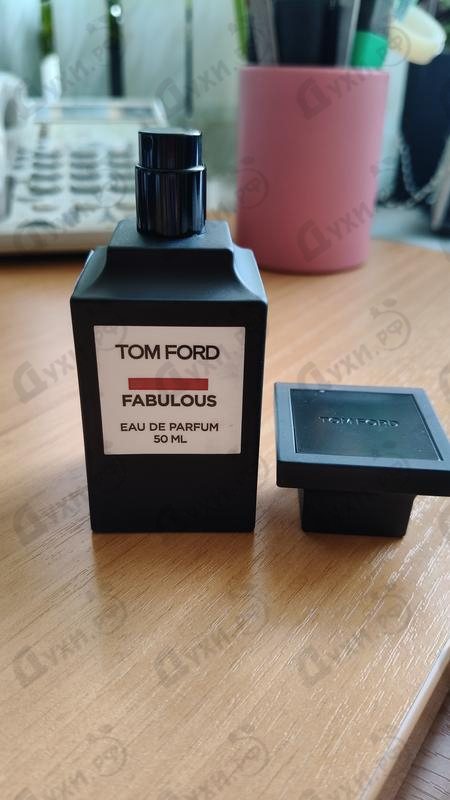 TOM FORD
FABULOUS
EAU DE PARFUM
50 ML
TOM FORD
Духи.рф